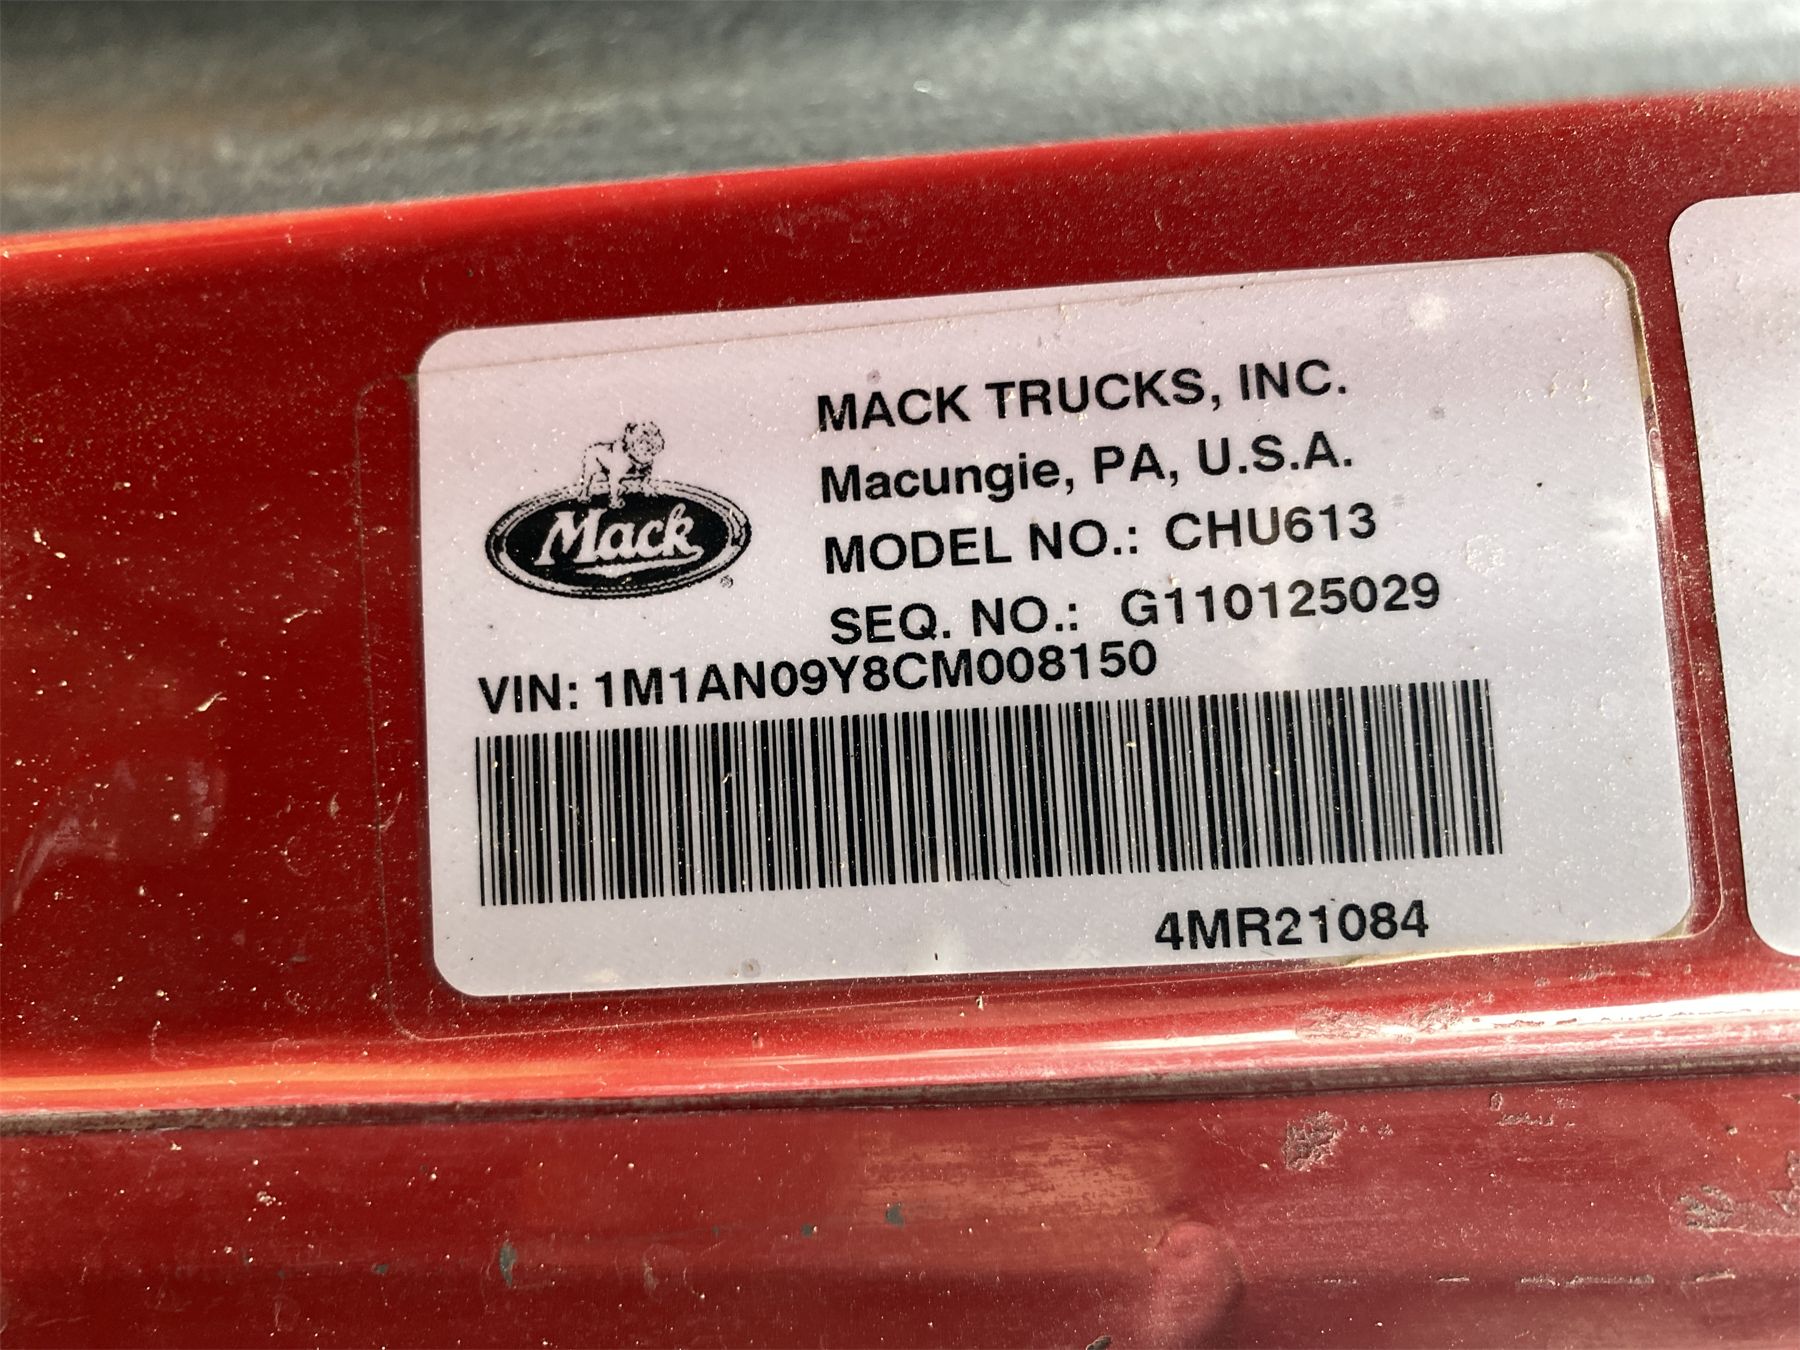 MACK TRUCKS, INC.
Macungie, PA, U.S.A.
Mack
®
MODEL NO.: CHU613
SEQ. NO.: G110125029
VIN: 1M1AN09Y8CM008150
4MR21084